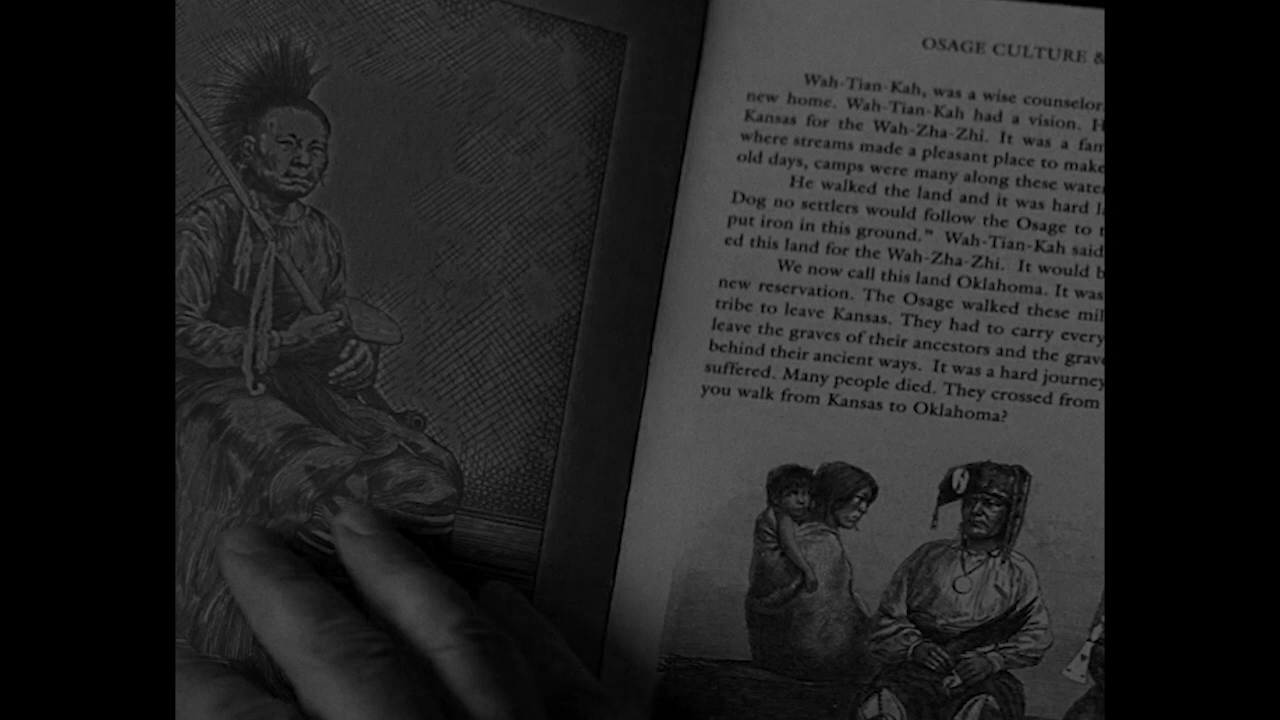 OSAGE CULTURE &
Wah-Tian-Kah, was a wise counselor
new home. Wah-Tian-Kah had a vision. H
Kansas for the Wah-Zha-Zhi. It was a fam
where streams made a pleasant place to make
old days, camps were many along these wate
He walked the land and it was hard l
Dog no settlers would follow the Osage to t
put iron in this ground." Wah-Tian-Kah said
ed this land for the Wah-Zha-Zhi. It would b
We now call this land Oklahoma. It was
new reservation. The Osage walked these mil
tribe to leave Kansas. They had to carry every
leave the graves of their ancestors and the grav
behind their ancient ways. It was a hard journey
suffered. Many people died. They crossed from
you walk from Kansas to Oklahoma?